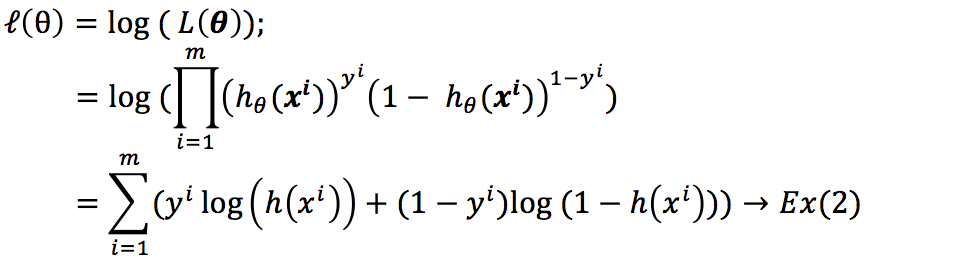 ℓ(θ) = log ( L(𝜽));
= log (∏_{i=1}^{m} (h_θ(𝒙^𝒊))^{y^i} (1 − h_θ(𝒙^𝒊))^{1−y^i})
= ∑_{i=1}^{m} (y^i log(h(x^i)) + (1 − y^i)log (1 − h(x^i))) → Ex(2)